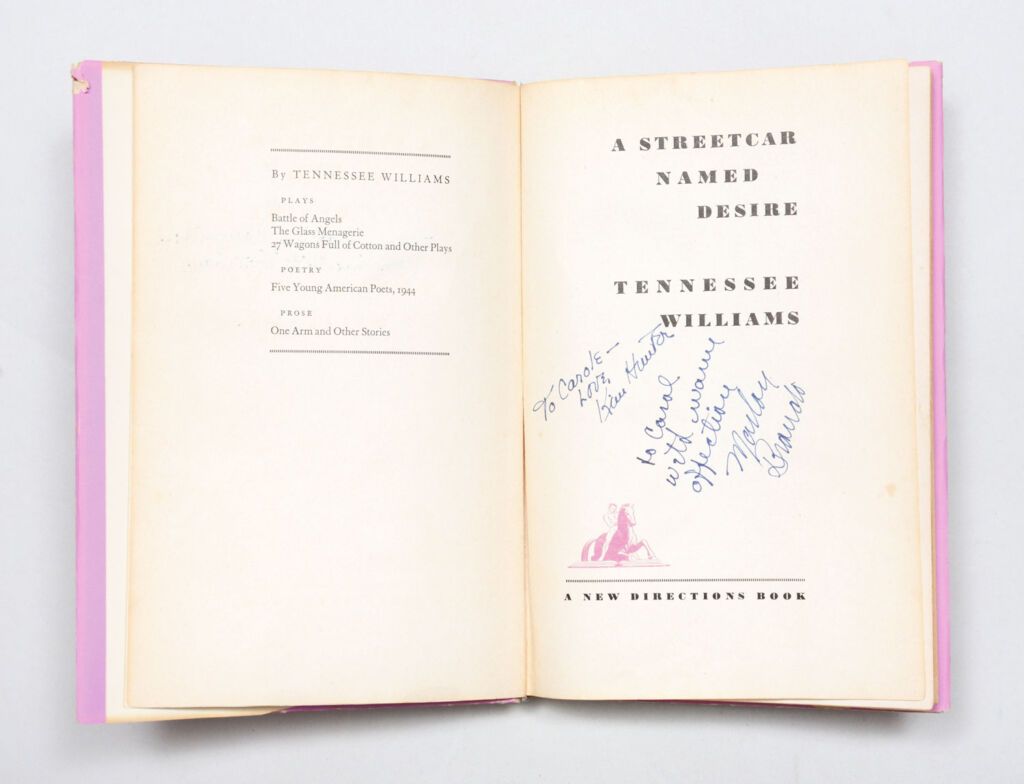 By TENNESSEE WILLIAMS
PLAYS
Battle of Angels
The Glass Menagerie
27 Wagons Full of Cotton and Other Plays
POETRY
Five Young American Poets, 1944
PROSE
One Arm and Other Stories
A STREETCAR
NAMED
DESIRE
TENNESSEE
WILLIAMS
To Carole—
Love,
Kim Hunter
to Carol
with warm
affection
Marlon
Brando
A NEW DIRECTIONS BOOK